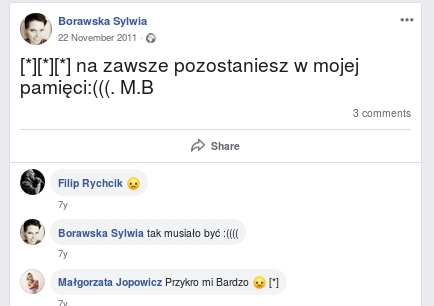 Borawska Sylwia
22 November 2011 ·
[*][*][*] na zawsze pozostaniesz w mojej
pamięci:(((. M.B
3 comments
Share
Filip Rychcik
7y
Borawska Sylwia tak musiało być :((((
7y
Małgorzata Jopowicz Przykro mi Bardzo [*]
7y